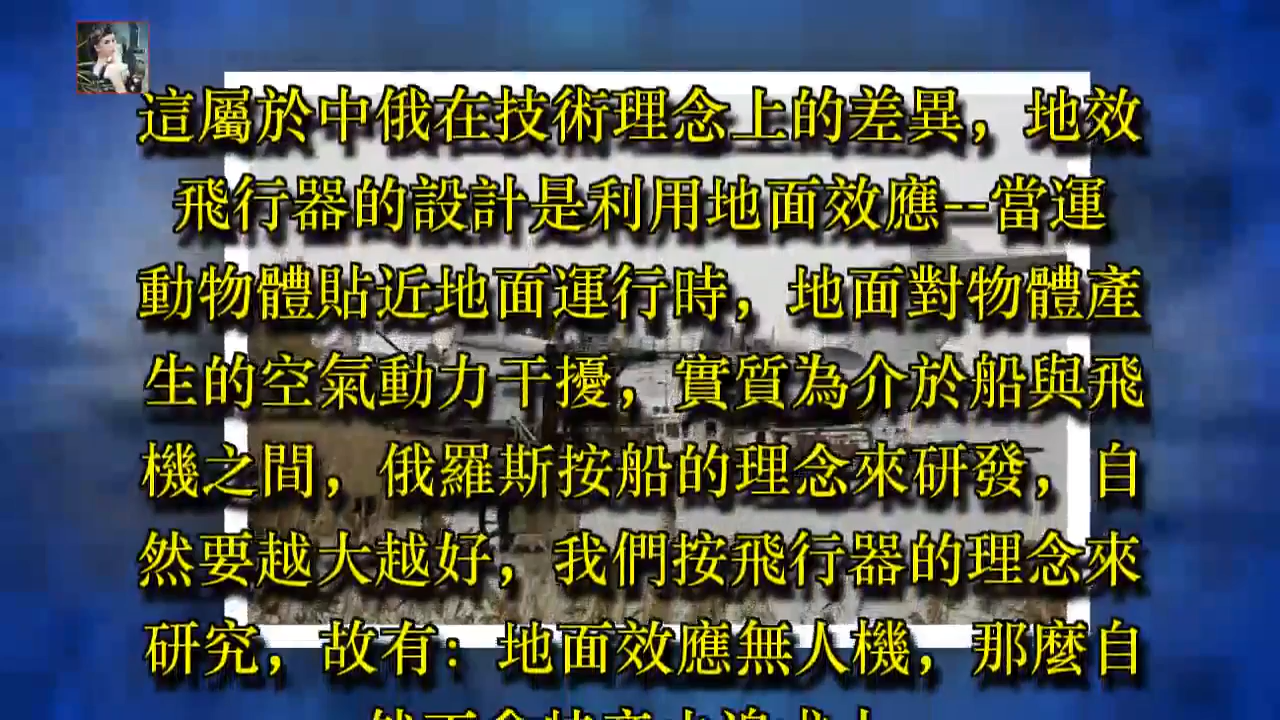 這屬於中俄在技術理念上的差異，地效
飛行器的設計是利用地面效應--當運
動物體貼近地面運行時，地面對物體產
生的空氣動力干擾，實質為介於船與飛
機之間，俄羅斯按船的理念來研發，自
然要越大越好，我們按飛行器的理念來
研究，故有：地面效應無人機，那麼自